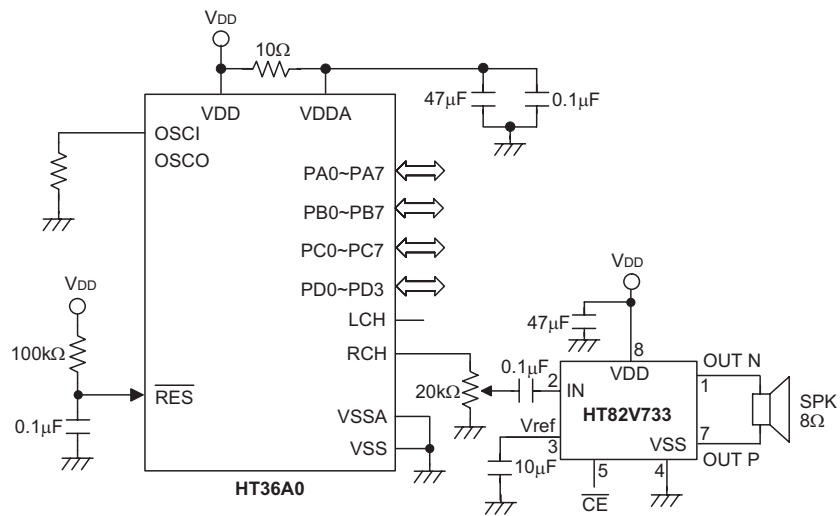 VDD
10Ω
VDD
VDDA
47μF
0.1μF
OSCI
OSCO
PA0~PA7
PB0~PB7
PC0~PC7
PD0~PD3
LCH
RCH
VDD
100kΩ
RES
0.1μF
VSSA
VSS
HT36A0
20kΩ
0.1μF
VDD
47μF
8
VDD
OUT N
1
2
IN
HT82V733
SPK
8Ω
Vref
3
VSS
7
OUT P
10μF
5
4
CE